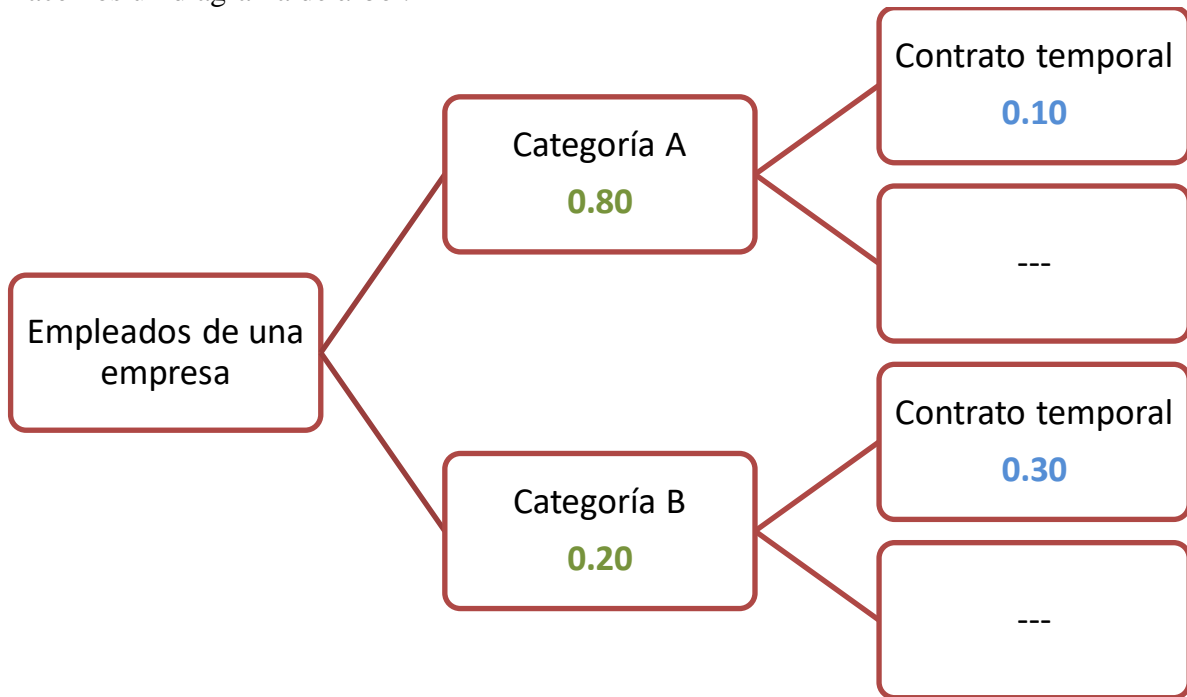 Contrato temporal
0.10
Categoría A
0.80
---
Empleados de una
empresa
Contrato temporal
0.30
Categoría B
0.20
---